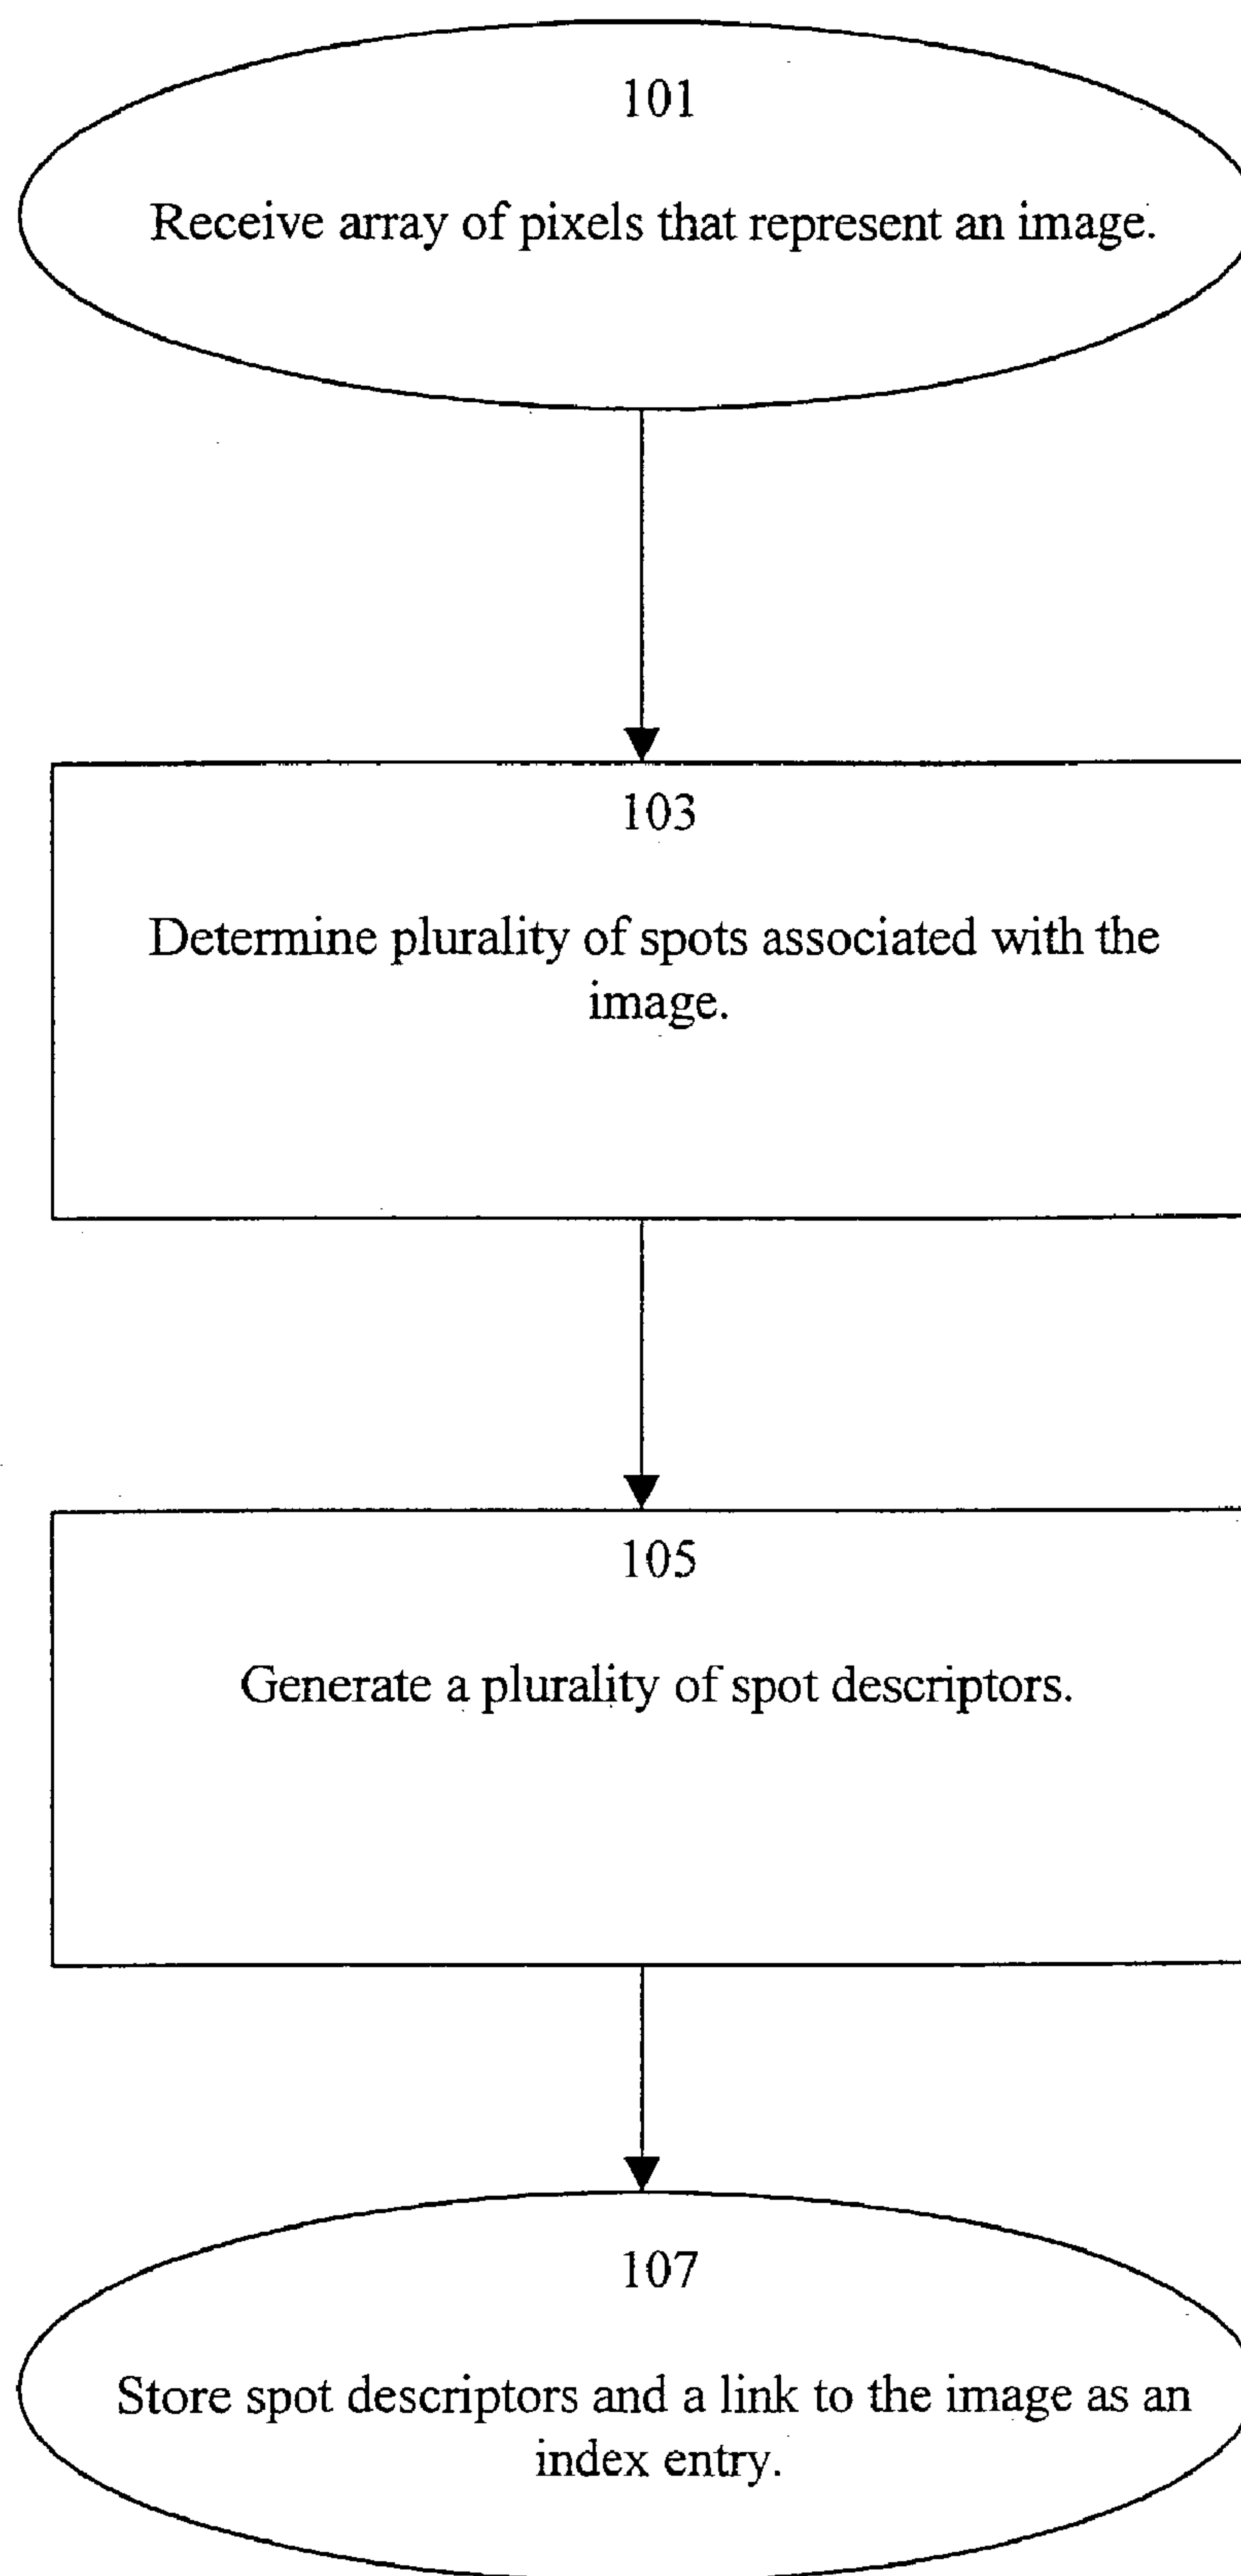 101
Receive array of pixels that represent an image.
103
Determine plurality of spots associated with the
image.
105
Generate a plurality of spot descriptors.
107
Store spot descriptors and a link to the image as an
index entry.